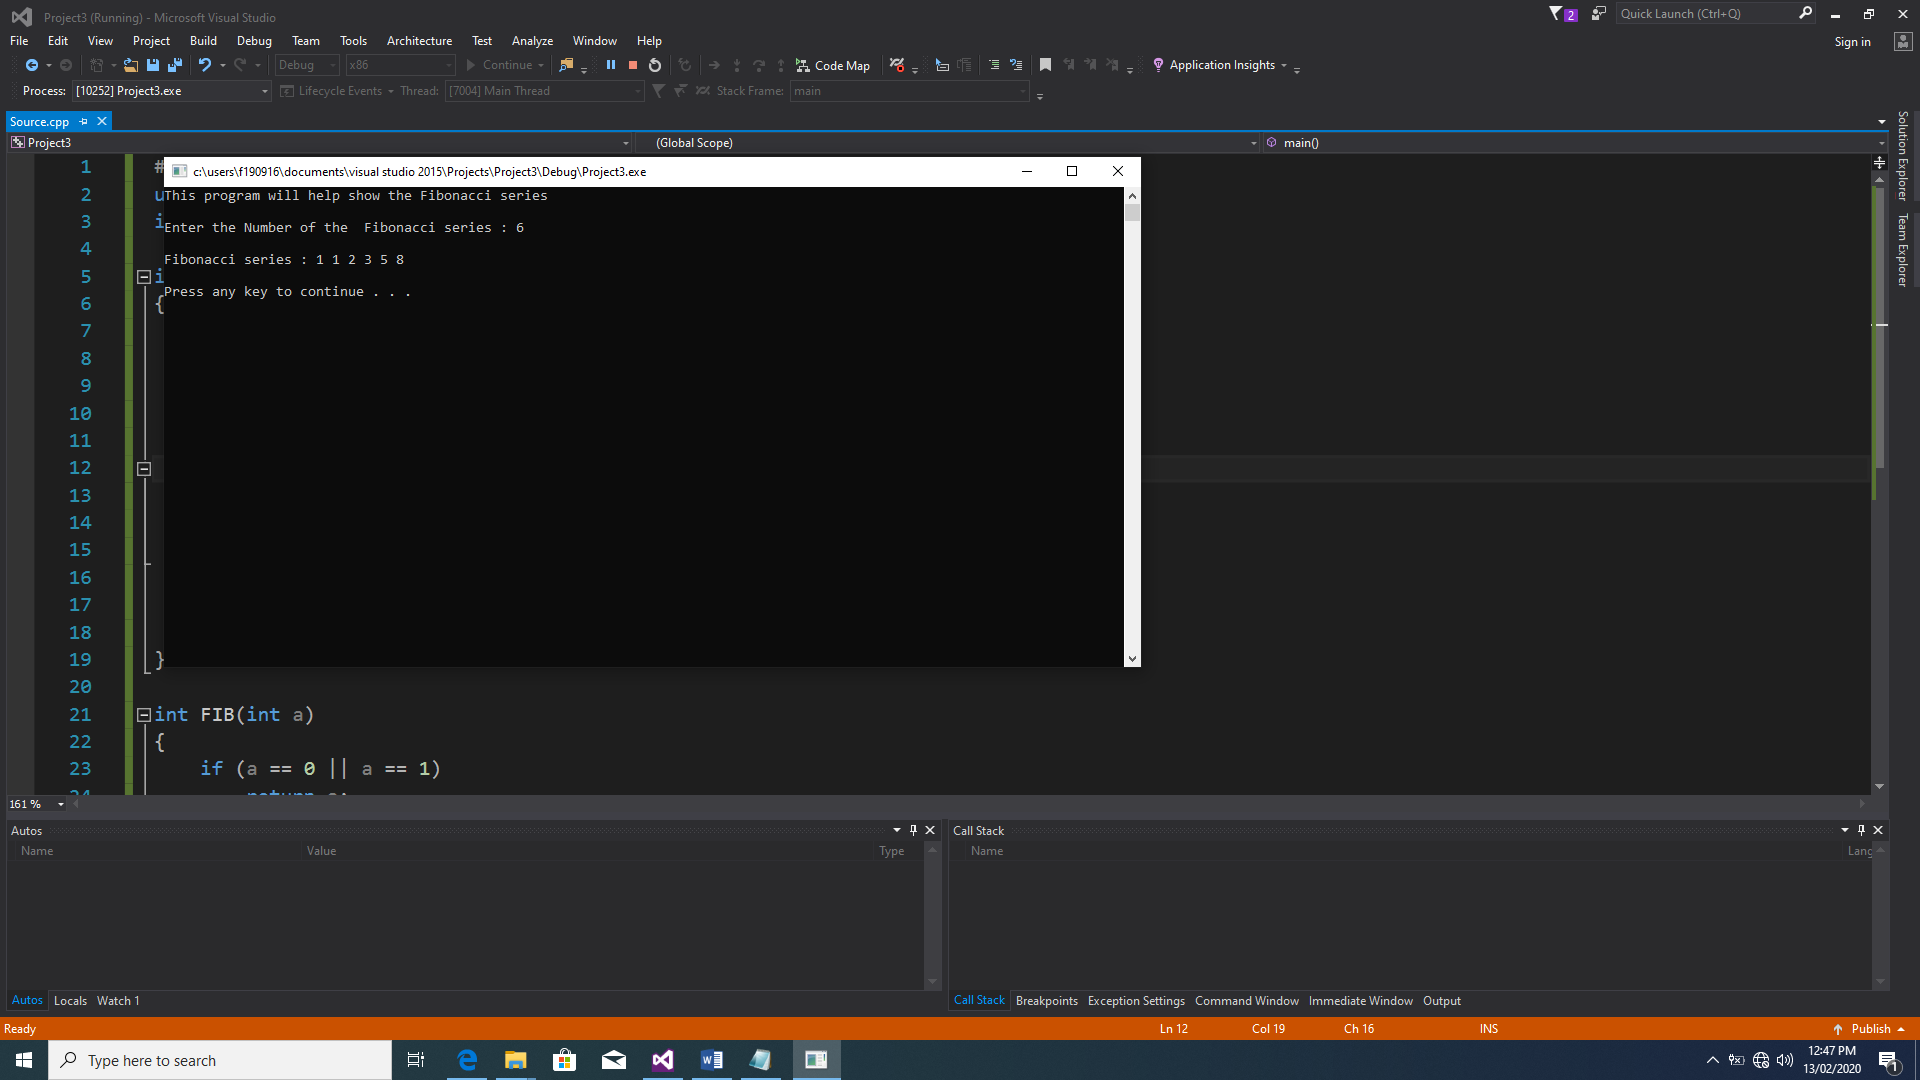 Project3 (Running) - Microsoft Visual Studio
2
Quick Launch (Ctrl+Q)
File Edit View Project Build Debug Team Tools Architecture Test Analyze Window Help
Sign in
Debug x86 Continue Code Map Application Insights
Process: [10252] Project3.exe Lifecycle Events Thread: [7004] Main Thread Stack Frame: main
Source.cpp
Project3 (Global Scope) main()
Solution Explorer
Team Explorer
c:\users\f190916\documents\visual studio 2015\Projects\Project3\Debug\Project3.exe
This program will help show the Fibonacci series
Enter the Number of the  Fibonacci series : 6
Fibonacci series : 1 1 2 3 5 8
Press any key to continue . . .
1 #
2 u
3 i
4
5 i
6 {
7
8
9
10
11
12
13
14
15
16
17
18
19 }
20
21 int FIB(int a)
22 {
23 if (a == 0 || a == 1)
24 return a;
161 %
Autos
Name Value Type
Call Stack
Name Lang
Autos Locals Watch 1
Call Stack Breakpoints Exception Settings Command Window Immediate Window Output
Ready Ln 12 Col 19 Ch 16 INS Publish
Type here to search
12:47 PM
13/02/2020
1